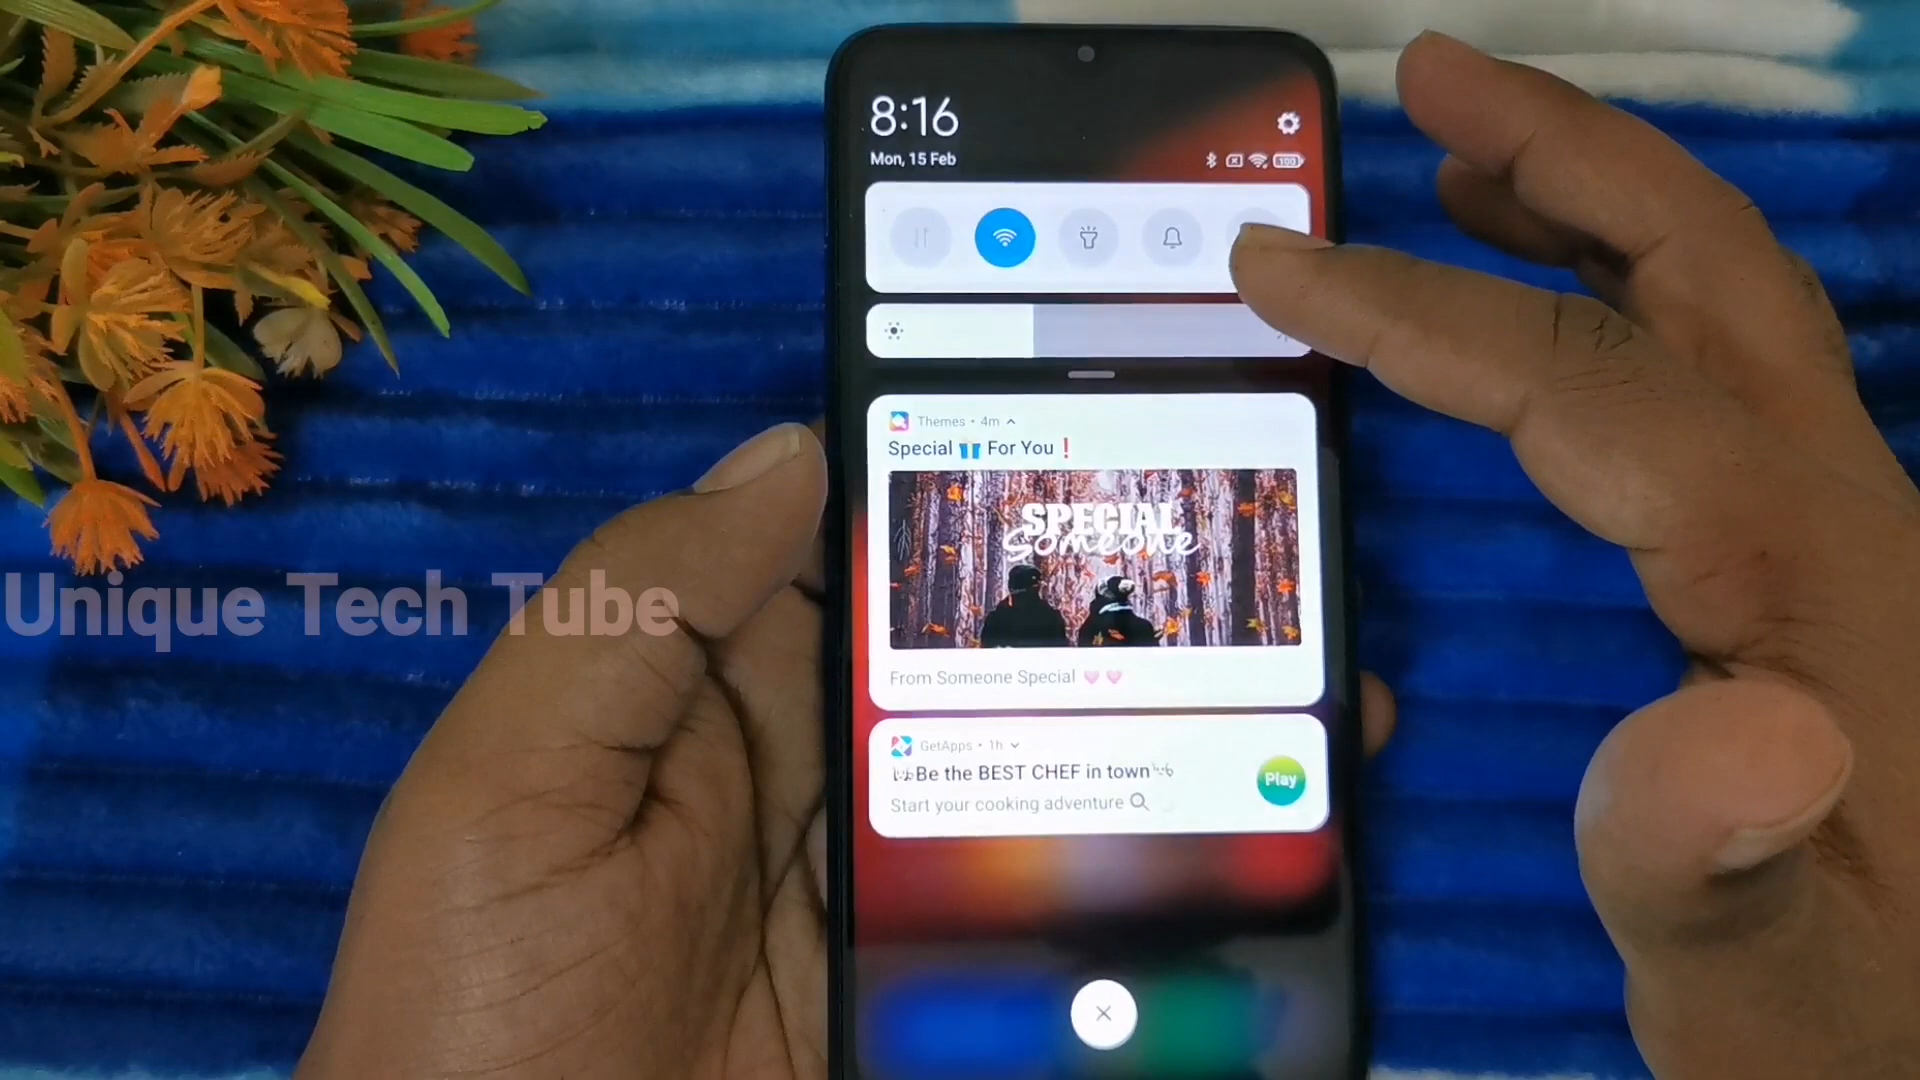 8:16
Mon, 15 Feb
100
Themes • 4m
Special 🎁 For You❗
SPECIAL
Someone
From Someone Special 💗 💗
GetApps • 1h
Be the BEST CHEF in town
Start your cooking adventure 🔍
Play
Unique Tech Tube